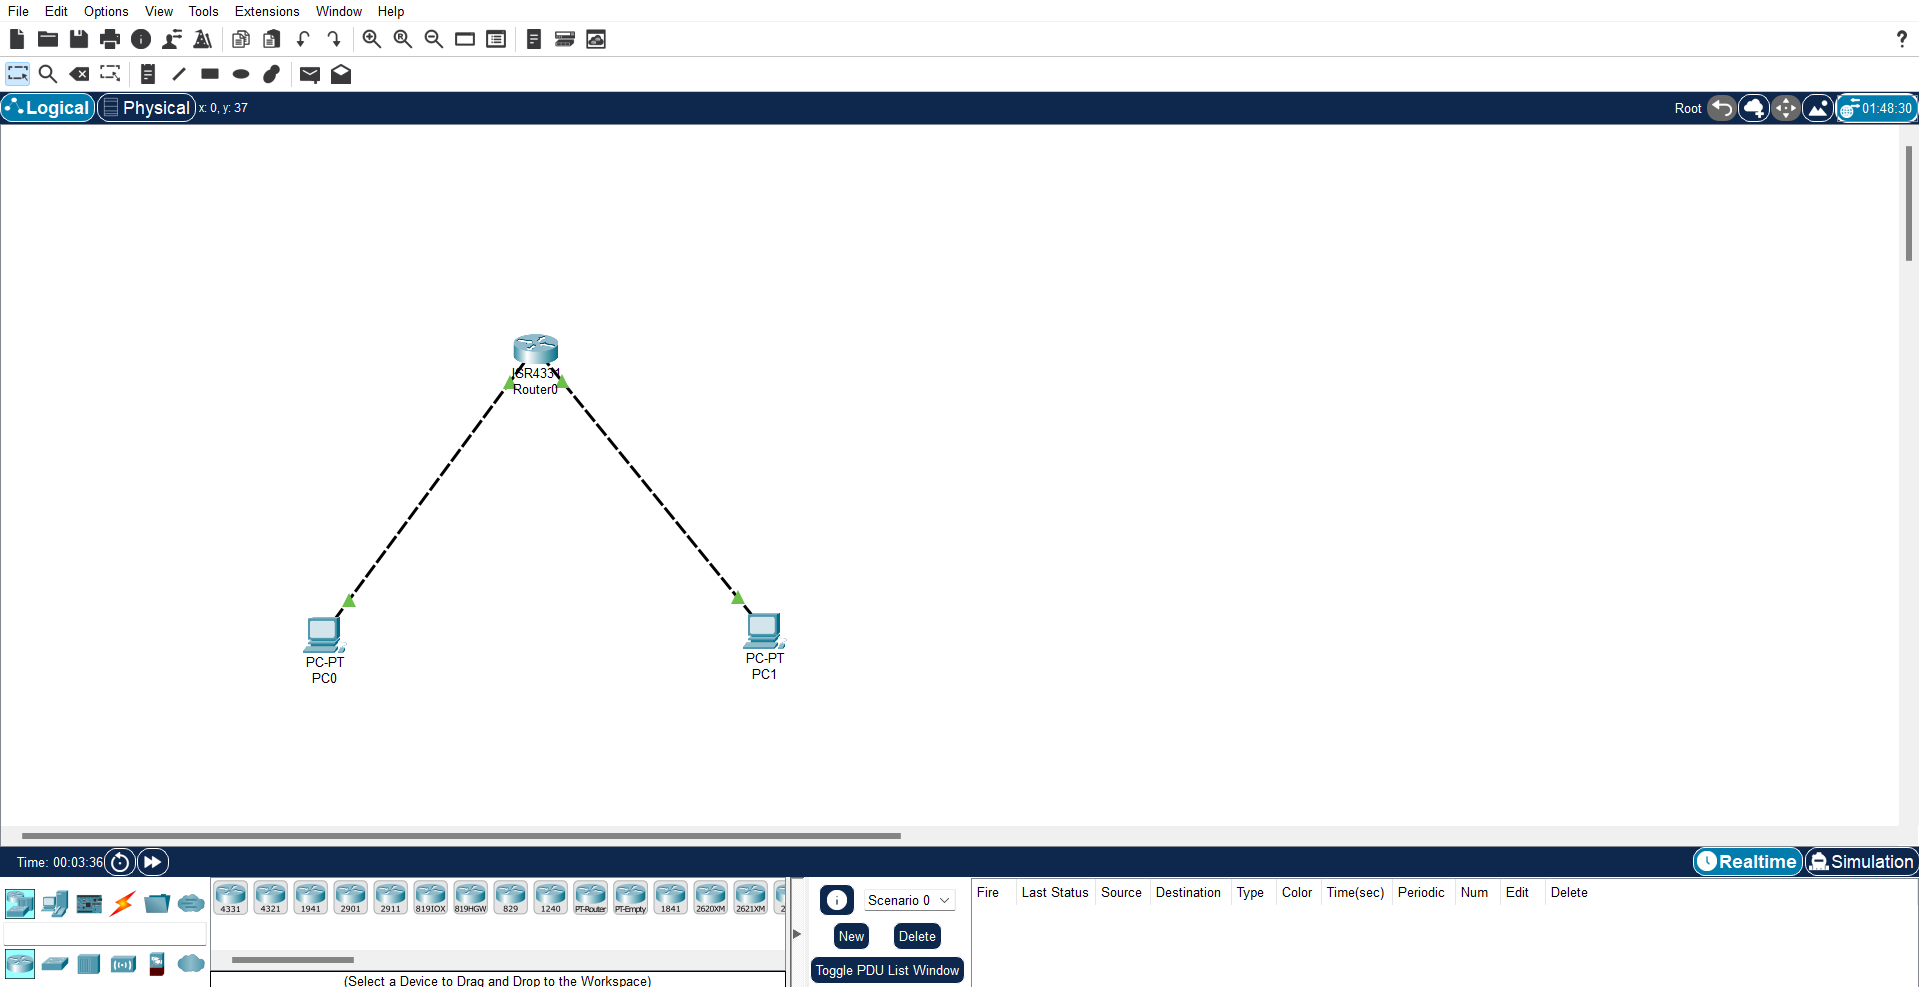 File Edit Options View Tools Extensions Window Help
?
Logical Physical x: 0, y: 37 Root 01:48:30
ISR4331
Router0
PC-PT
PC0
PC-PT
PC1
Time: 00:03:36 Realtime Simulation
4331 4321 1941 2901 2911 819IOX 819HGW 829 1240 PT-Router PT-Empty 1841 2620XM 2621XM 2
(Select a Device to Drag and Drop to the Workspace)
Scenario 0
New Delete
Toggle PDU List Window
Fire Last Status Source Destination Type Color Time(sec) Periodic Num Edit Delete